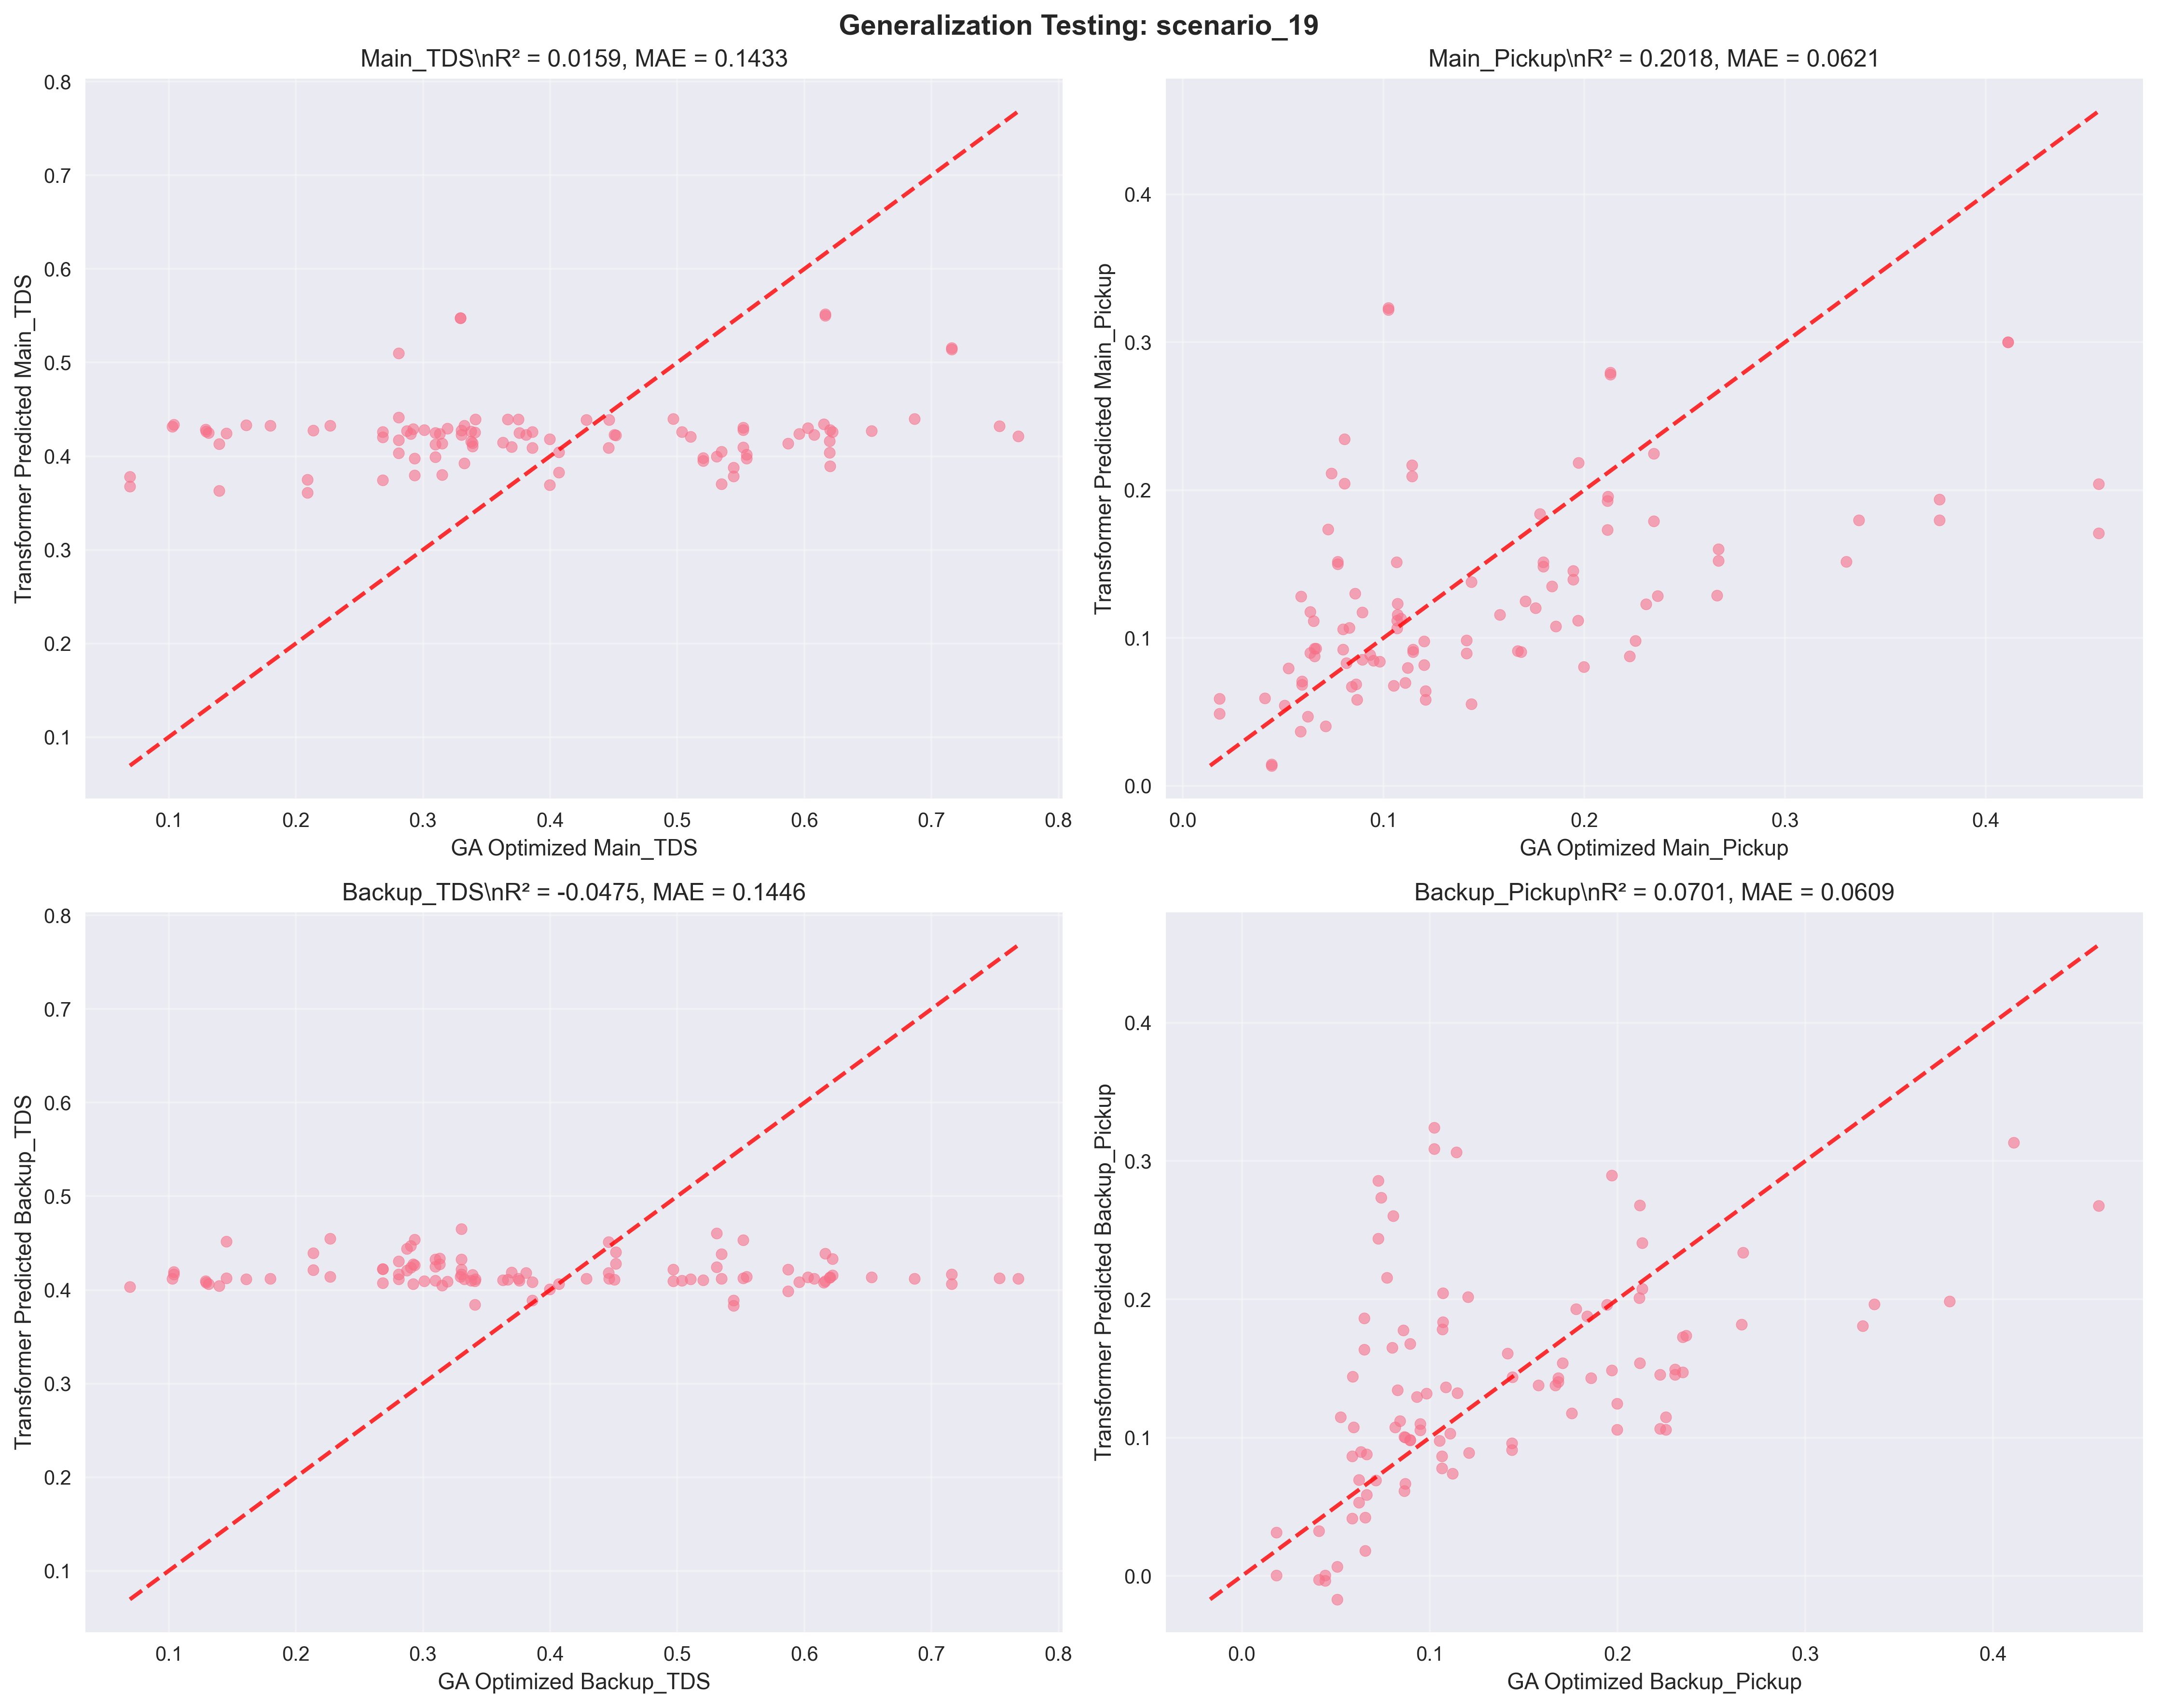 Generalization Testing: scenario_19
Main_TDS\nR² = 0.0159, MAE = 0.1433
0.8
0.7
0.6
0.5
0.4
0.3
0.2
0.1
Transformer Predicted Main_TDS
0.1 0.2 0.3 0.4 0.5 0.6 0.7 0.8
GA Optimized Main_TDS
Main_Pickup\nR² = 0.2018, MAE = 0.0621
0.4
0.3
0.2
0.1
0.0
Transformer Predicted Main_Pickup
0.0 0.1 0.2 0.3 0.4
GA Optimized Main_Pickup
Backup_TDS\nR² = -0.0475, MAE = 0.1446
0.8
0.7
0.6
0.5
0.4
0.3
0.2
0.1
Transformer Predicted Backup_TDS
0.1 0.2 0.3 0.4 0.5 0.6 0.7 0.8
GA Optimized Backup_TDS
Backup_Pickup\nR² = 0.0701, MAE = 0.0609
0.4
0.3
0.2
0.1
0.0
Transformer Predicted Backup_Pickup
0.0 0.1 0.2 0.3 0.4
GA Optimized Backup_Pickup